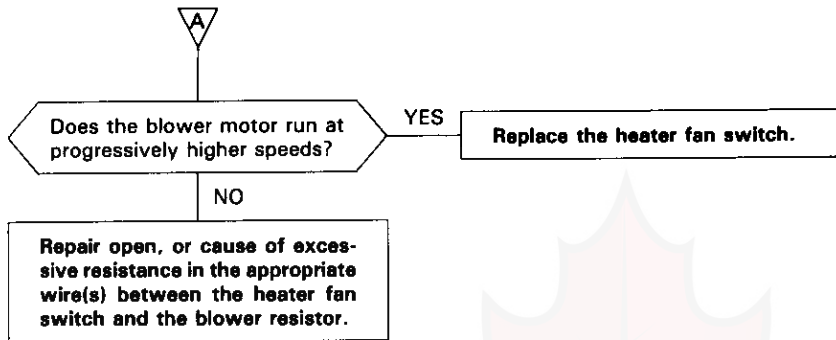 A
Does the blower motor run at
progressively higher speeds?
YES
Replace the heater fan switch.
NO
Repair open, or cause of exces-
sive resistance in the appropriate
wire(s) between the heater fan
switch and the blower resistor.